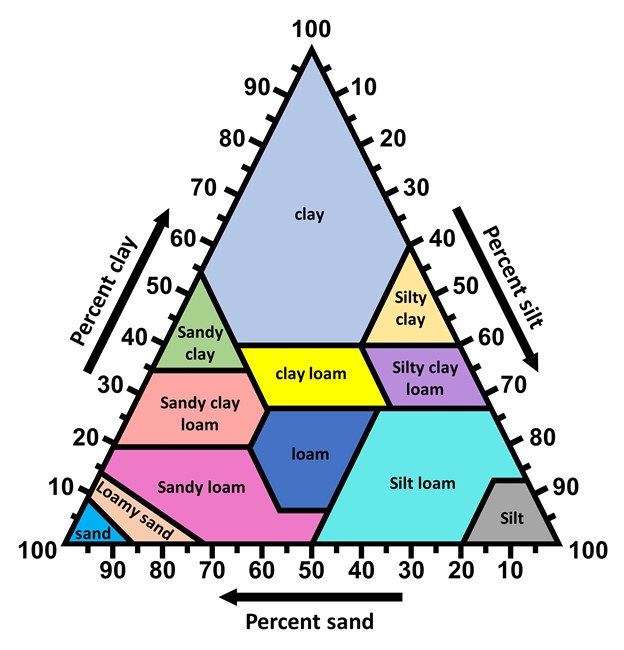 100
90
10
80
20
70
30
clay
60
40
Percent clay
Percent silt
50
50
Silty
clay
Sandy
clay
40
60
clay loam
Silty clay
loam
30
70
Sandy clay
loam
20
80
loam
Sandy loam
Silt loam
10
90
Loamy sand
Silt
sand
100
100
90
80
70
60
50
40
30
20
10
Percent sand